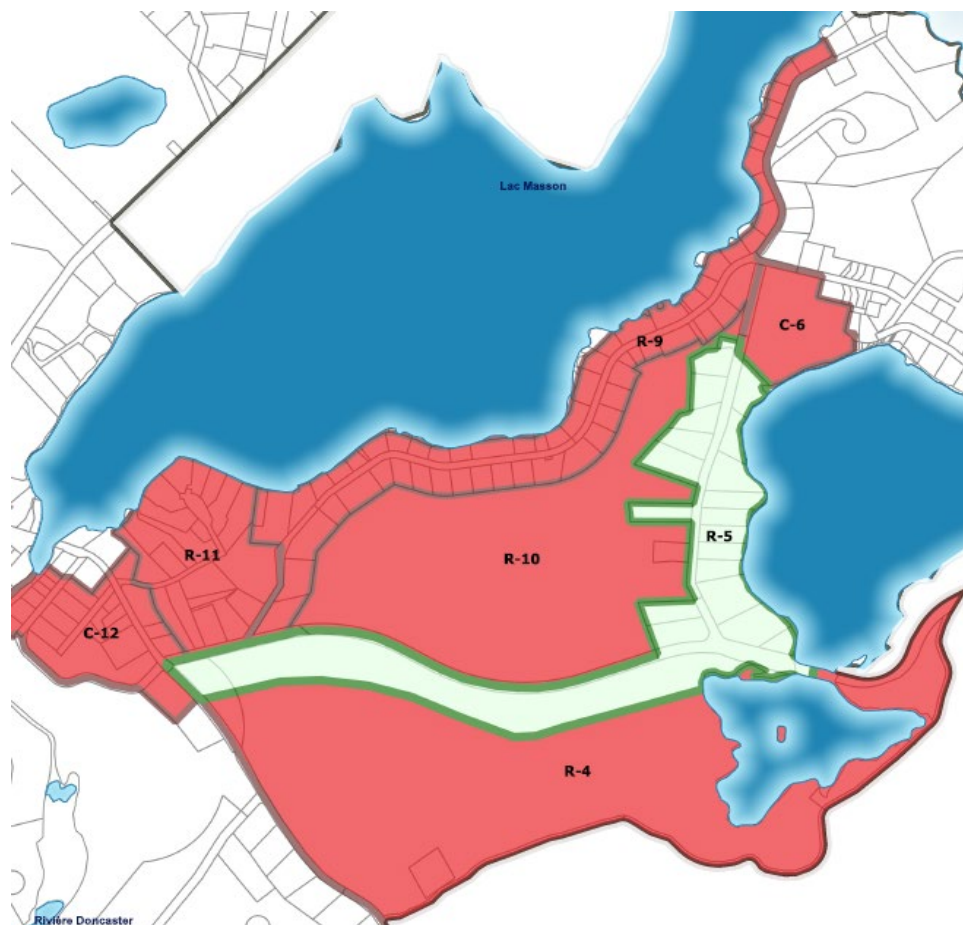 Lac Masson
C-6
R-9
R-5
R-10
R-11
C-12
R-4
Rivière Doncaster